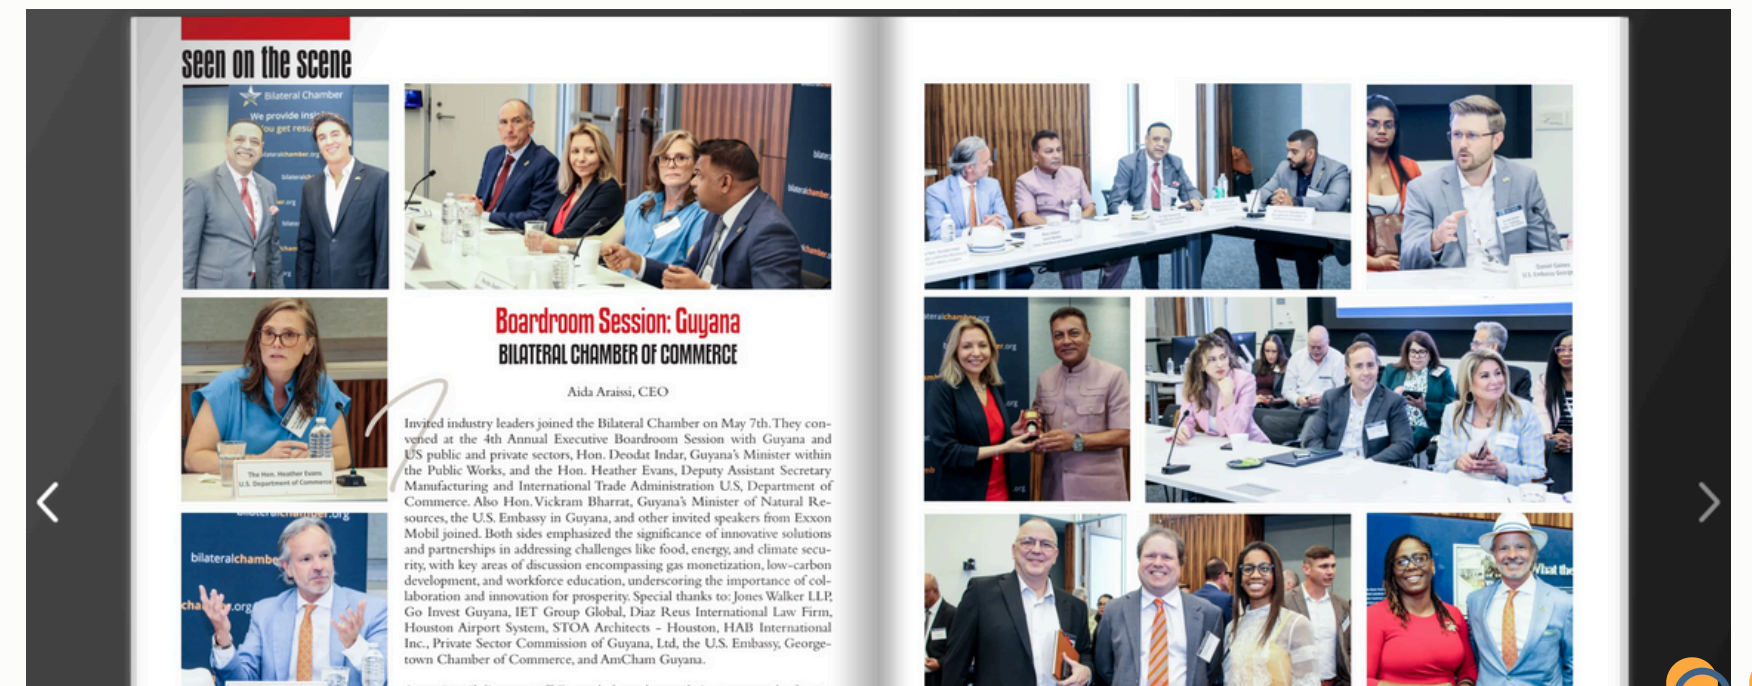 seen on the scene
Bilateral Chamber
We provide
you get
bilateralchamber.org
Boardroom Session: Guyana
BILATERAL CHAMBER OF COMMERCE
Aida Araissi, CEO
Invited industry leaders joined the Bilateral Chamber on May 7th. They con-
vened at the 4th Annual Executive Boardroom Session with Guyana and
US public and private sectors, Hon. Deodat Indar, Guyana's Minister within
the Public Works, and the Hon. Heather Evans, Deputy Assistant Secretary
Manufacturing and International Trade Administration U.S, Department of
Commerce. Also Hon. Vickram Bharrat, Guyana's Minister of Natural Re-
sources, the U.S. Embassy in Guyana, and other invited speakers from Exxon
Mobil joined. Both sides emphasized the significance of innovative solutions
and partnerships in addressing challenges like food, energy, and climate secu-
rity, with key areas of discussion encompassing gas monetization, low-carbon
development, and workforce education, underscoring the importance of col-
laboration and innovation for prosperity. Special thanks to: Jones Walker LLP,
Go Invest Guyana, IET Group Global, Diaz Reus International Law Firm,
Houston Airport System, STOA Architects - Houston, HAB International
Inc., Private Sector Commission of Guyana, Ltd, the U.S. Embassy, George-
town Chamber of Commerce, and AmCham Guyana.
The Hon. Heather Evans
U.S. Department of Commerce
bilateralchambe
.org
U.S. Embassy
.org
What the